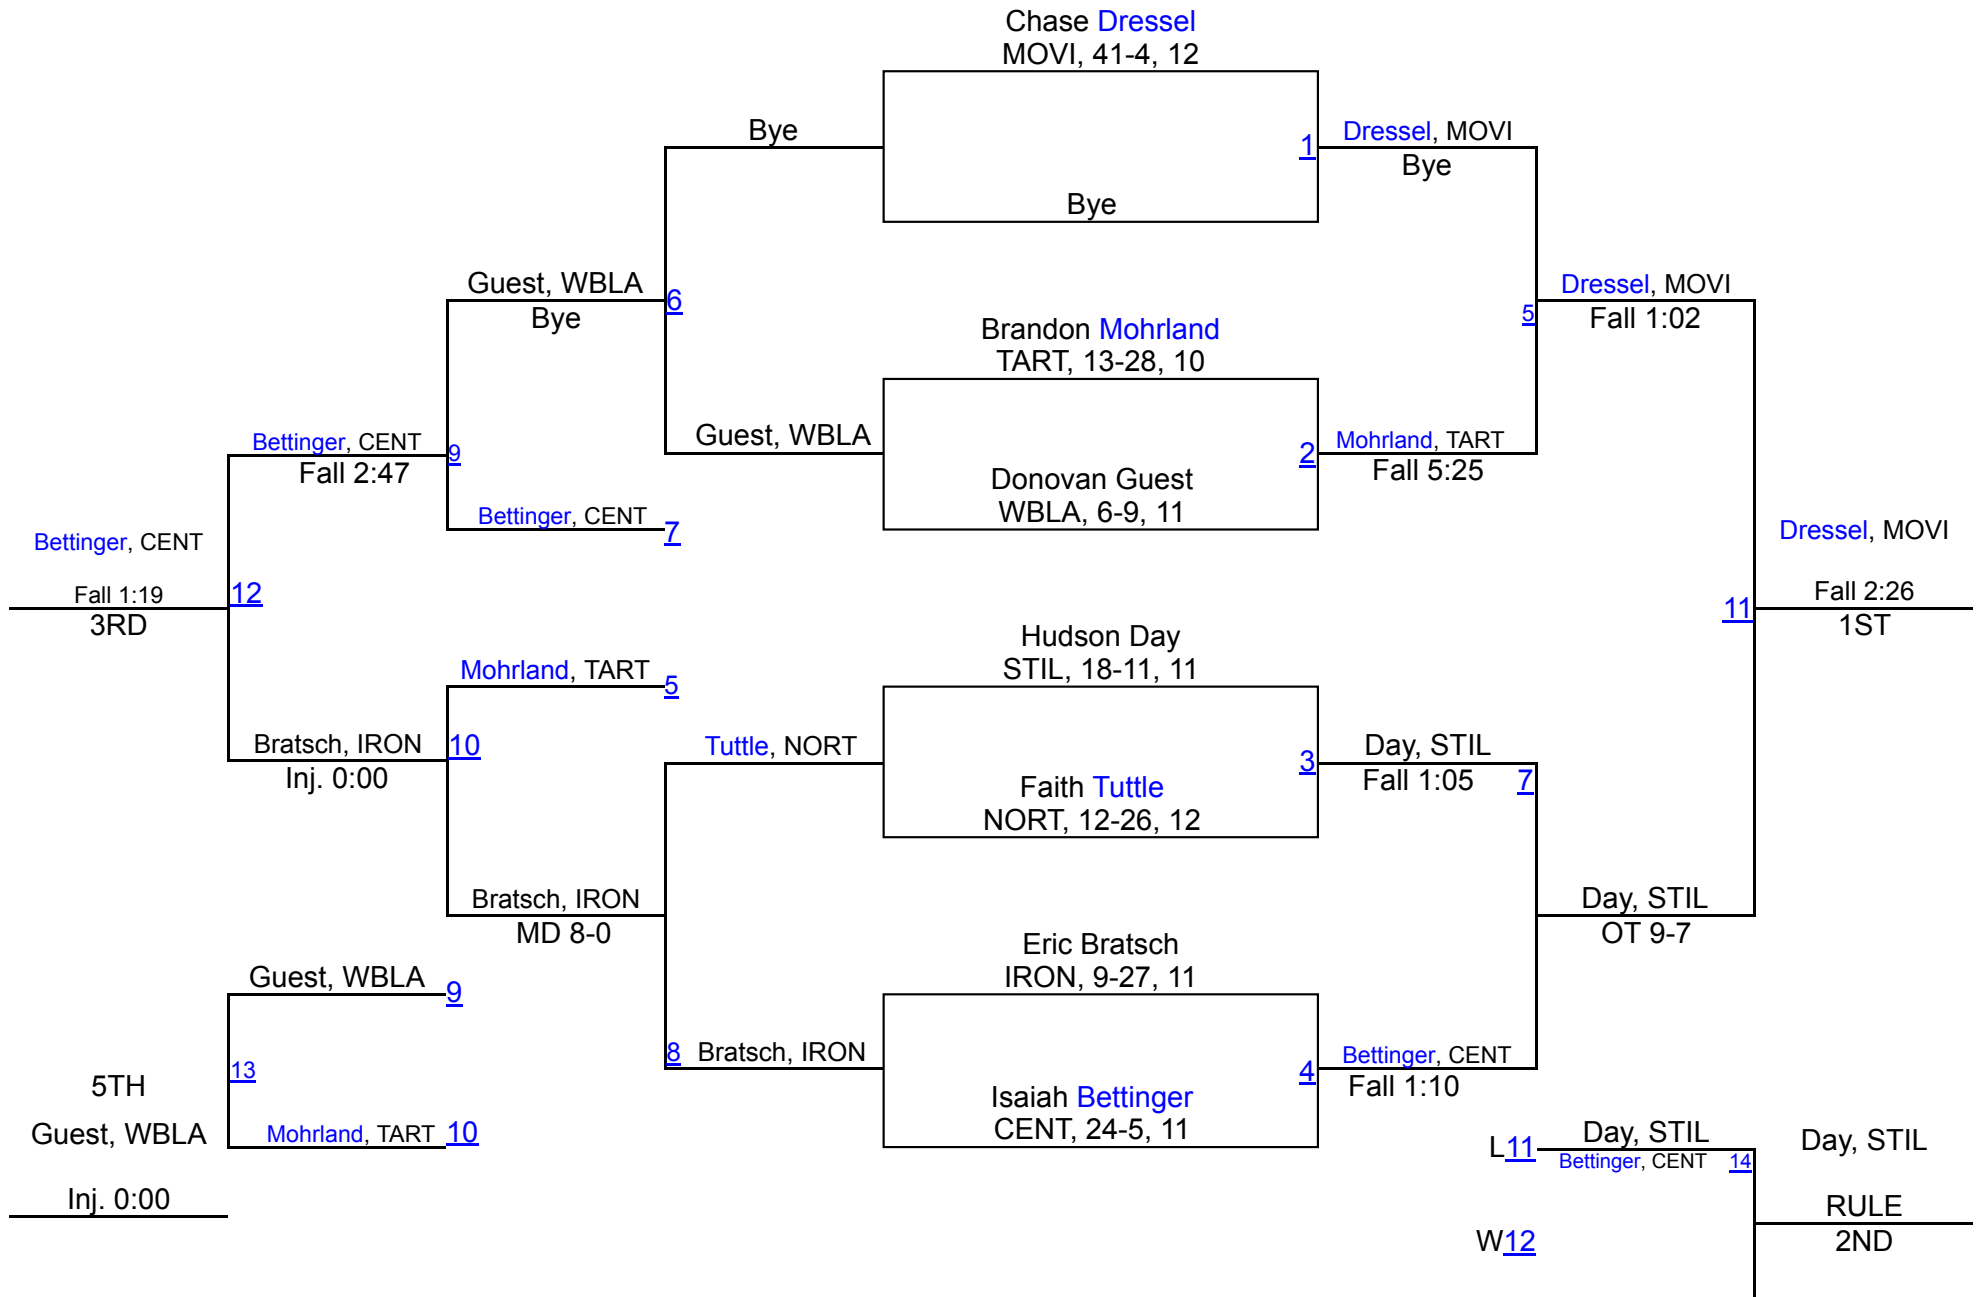 Chase Dressel
MOVI, 41-4, 12
Bye
1
Dressel, MOVI
Bye
Bye
Guest, WBLA
Bye
6
Dressel, MOVI
Fall 1:02
5
Brandon Mohrland
TART, 13-28, 10
Guest, WBLA
2
Mohrland, TART
Fall 5:25
Donovan Guest
WBLA, 6-9, 11
Bettinger, CENT
Fall 2:47
9
Bettinger, CENT
7
Bettinger, CENT
Fall 1:19
3RD
12
Dressel, MOVI
Fall 2:26
1ST
11
Hudson Day
STIL, 18-11, 11
Mohrland, TART
5
Tuttle, NORT
3
Day, STIL
Fall 1:05
7
Faith Tuttle
NORT, 12-26, 12
Bratsch, IRON
Inj. 0:00
10
Bratsch, IRON
MD 8-0
Day, STIL
OT 9-7
Eric Bratsch
IRON, 9-27, 11
Guest, WBLA
9
8
Bratsch, IRON
4
Bettinger, CENT
Fall 1:10
Isaiah Bettinger
CENT, 24-5, 11
13
5TH
Guest, WBLA
Mohrland, TART
10
Inj. 0:00
L11
Day, STIL
Bettinger, CENT
14
Day, STIL
RULE
2ND
W12